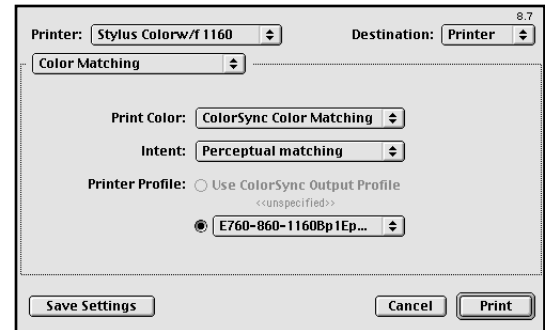 8.7
Printer: Stylus Colorw/f 1160 Destination: Printer
Color Matching
Print Color: ColorSync Color Matching
Intent: Perceptual matching
Printer Profile: Use ColorSync Output Profile
<<unspecified>>
E760-860-1160Bp1Ep...
Save Settings Cancel Print